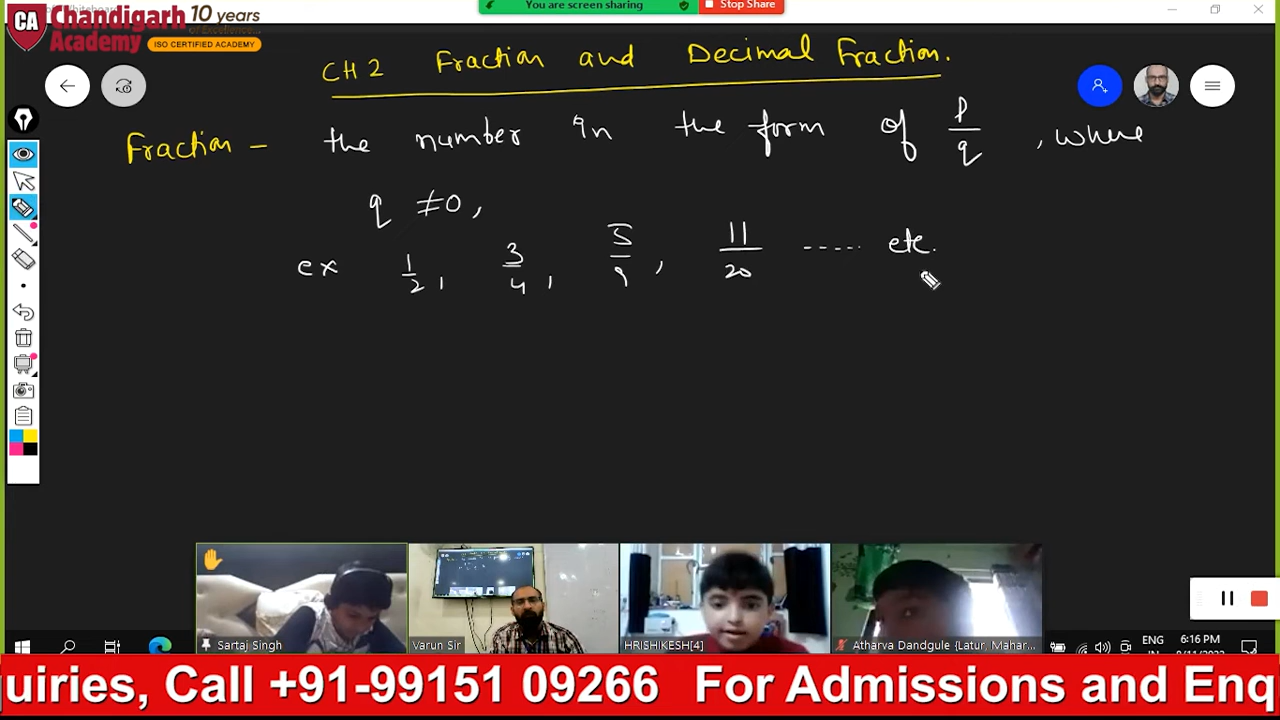 Chandigarh 10 years
Academy ISO CERTIFIED ACADEMY
CA
You are screen sharing Stop Share
CH 2 Fraction and Decimal Fraction.
Fraction - the number in the form of p/q , where
q ≠0,
ex 1/2, 3/4, 5/9, 11/20 ----- etc.
Sartaj Singh
Varun Sir
HRISHIKESH[4]
Atharva Dandgule {Latur, Mahar...
ENG
6:16 PM
uiries, Call +91-99151 09266 For Admissions and Enq